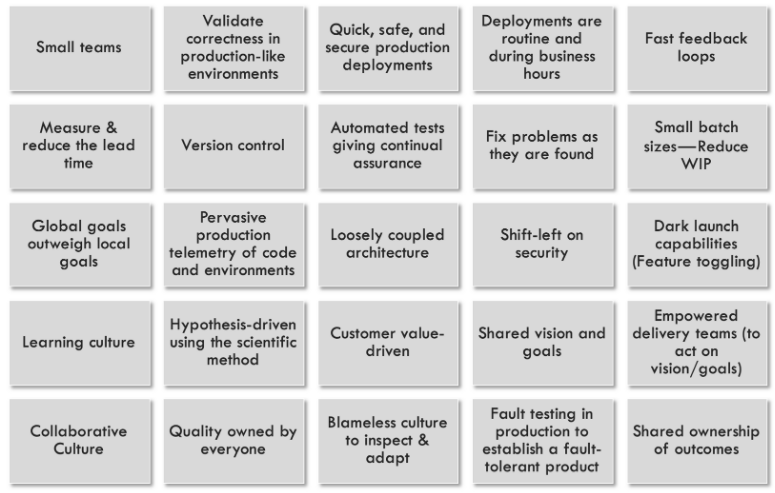 Small teams
Validate
correctness in
production-like
environments
Quick, safe, and
secure production
deployments
Deployments are
routine and
during business
hours
Fast feedback
loops
Measure &
reduce the lead
time
Version control
Automated tests
giving continual
assurance
Fix problems as
they are found
Small batch
sizes—Reduce
WIP
Global goals
outweigh local
goals
Pervasive
production
telemetry of code
and environments
Loosely coupled
architecture
Shift-left on
security
Dark launch
capabilities
(Feature toggling)
Learning culture
Hypothesis-driven
using the scientific
method
Customer value-
driven
Shared vision and
goals
Empowered
delivery teams (to
act on
vision/goals)
Collaborative
Culture
Quality owned by
everyone
Blameless culture
to inspect &
adapt
Fault testing in
production to
establish a fault-
tolerant product
Shared ownership
of outcomes